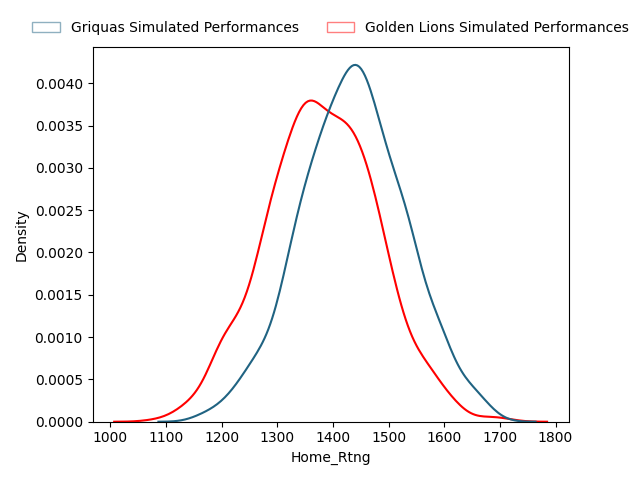 Griquas Simulated Performances
Golden Lions Simulated Performances
0.0040
0.0035
0.0030
0.0025
0.0020
0.0015
0.0010
0.0005
0.0000
Density
1000 1100 1200 1300 1400 1500 1600 1700 1800
Home_Rtng